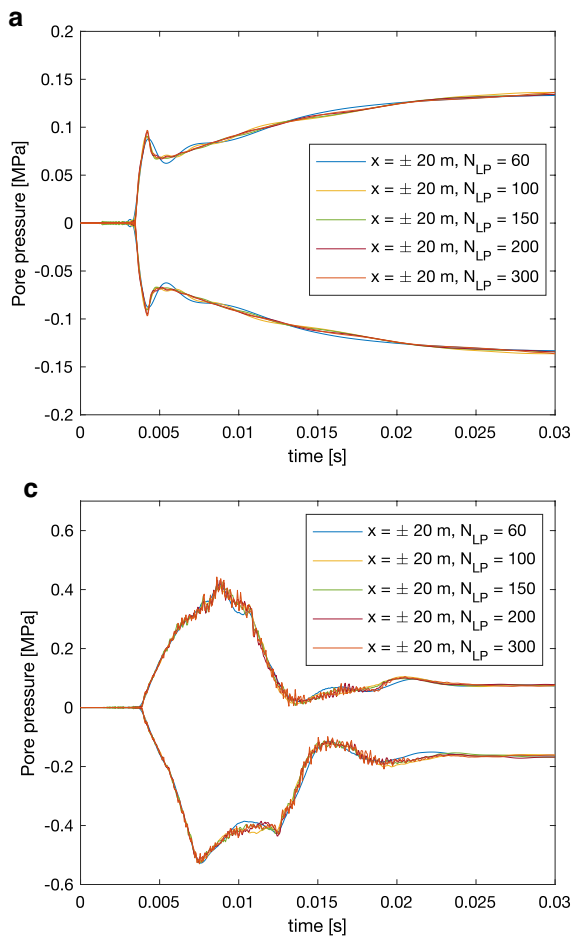 a
0.2
0.15
0.1
0.05
0
-0.05
-0.1
-0.15
-0.2
Pore pressure [MPa]
x = ± 20 m, N_LP = 60
x = ± 20 m, N_LP = 100
x = ± 20 m, N_LP = 150
x = ± 20 m, N_LP = 200
x = ± 20 m, N_LP = 300
0 0.005 0.01 0.015 0.02 0.025 0.03
time [s]
c
0.6
0.4
0.2
0
-0.2
-0.4
-0.6
Pore pressure [MPa]
x = ± 20 m, N_LP = 60
x = ± 20 m, N_LP = 100
x = ± 20 m, N_LP = 150
x = ± 20 m, N_LP = 200
x = ± 20 m, N_LP = 300
0 0.005 0.01 0.015 0.02 0.025 0.03
time [s]